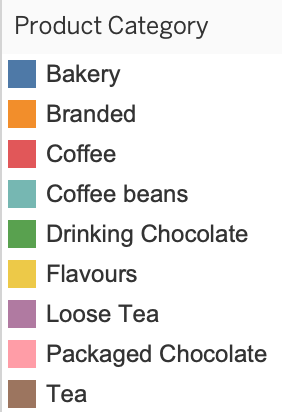 Product Category
Bakery
Branded
Coffee
Coffee beans
Drinking Chocolate
Flavours
Loose Tea
Packaged Chocolate
Tea